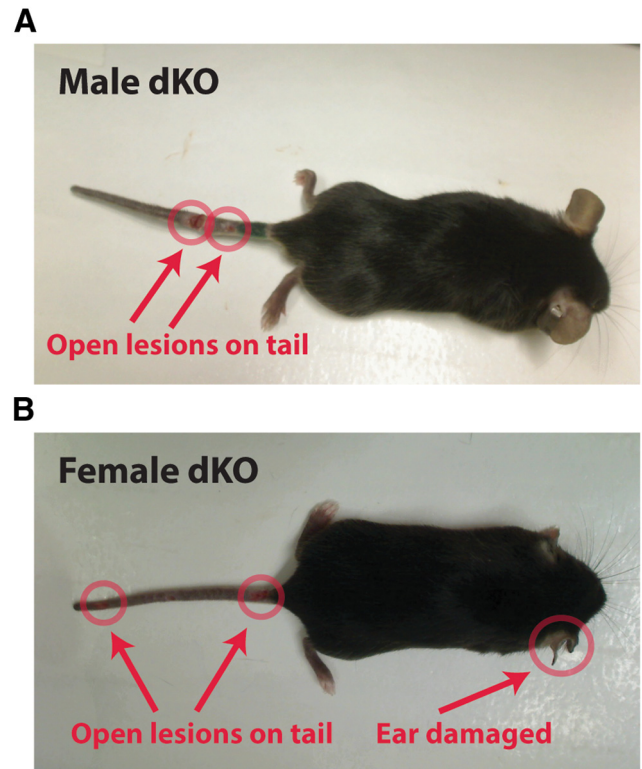 A
Male dKO
Open lesions on tail
B
Female dKO
Open lesions on tail
Ear damaged